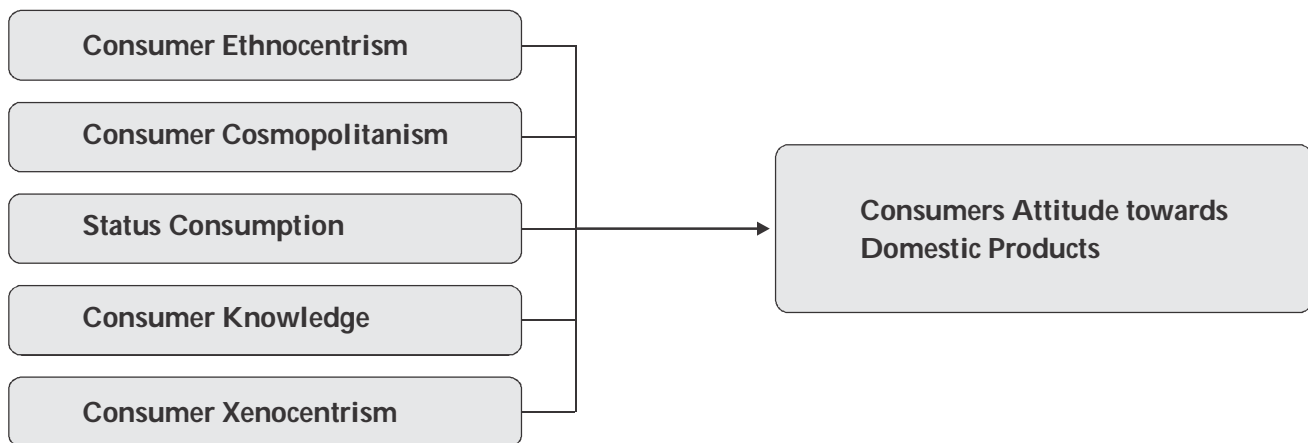 Consumer Ethnocentrism
Consumer Cosmopolitanism
Status Consumption
Consumer Knowledge
Consumer Xenocentrism
Consumers Attitude towards
Domestic Products